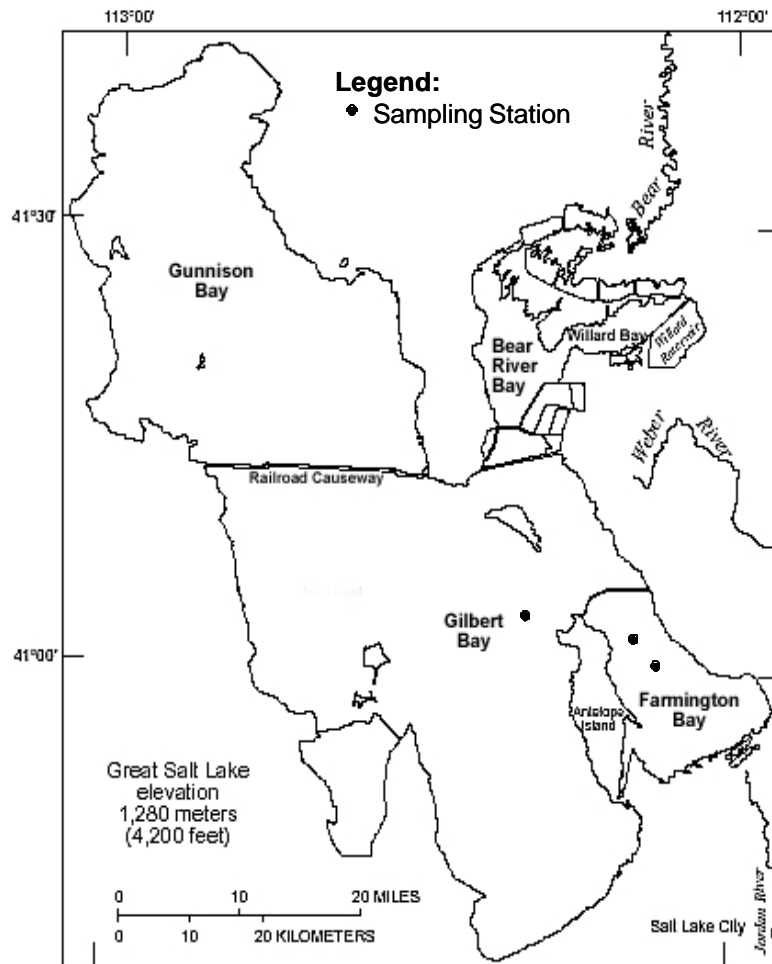 113°00'
112°00'
Legend:
Sampling Station
Bear River
41°30'
Gunnison
Bay
Willard Bay
Willard
Reservoir
Bear
River
Bay
Weber River
Railroad Causeway
Gilbert
Bay
41°00'
Antelope
Island
Farmington
Bay
Great Salt Lake
elevation
1,280 meters
(4,200 feet)
0 10 20 MILES
0 10 20 KILOMETERS
Salt Lake City
Jordan River